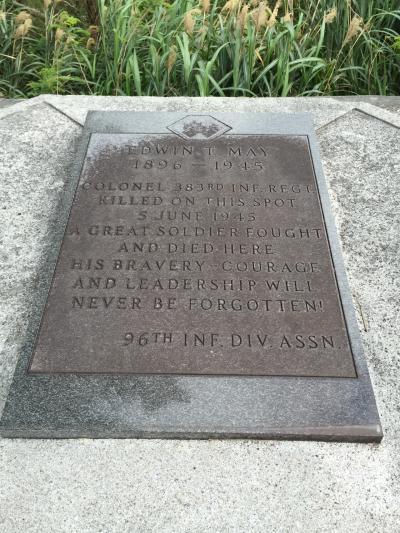 EDWIN T. MAY
1896 - 1945
COLONEL 383RD INF. REGT.
KILLED ON THIS SPOT
5 JUNE 1945
A GREAT SOLDIER FOUGHT
AND DIED HERE
HIS BRAVERY - COURAGE
AND LEADERSHIP WILL
NEVER BE FORGOTTEN!
96TH INF. DIV. ASSN.